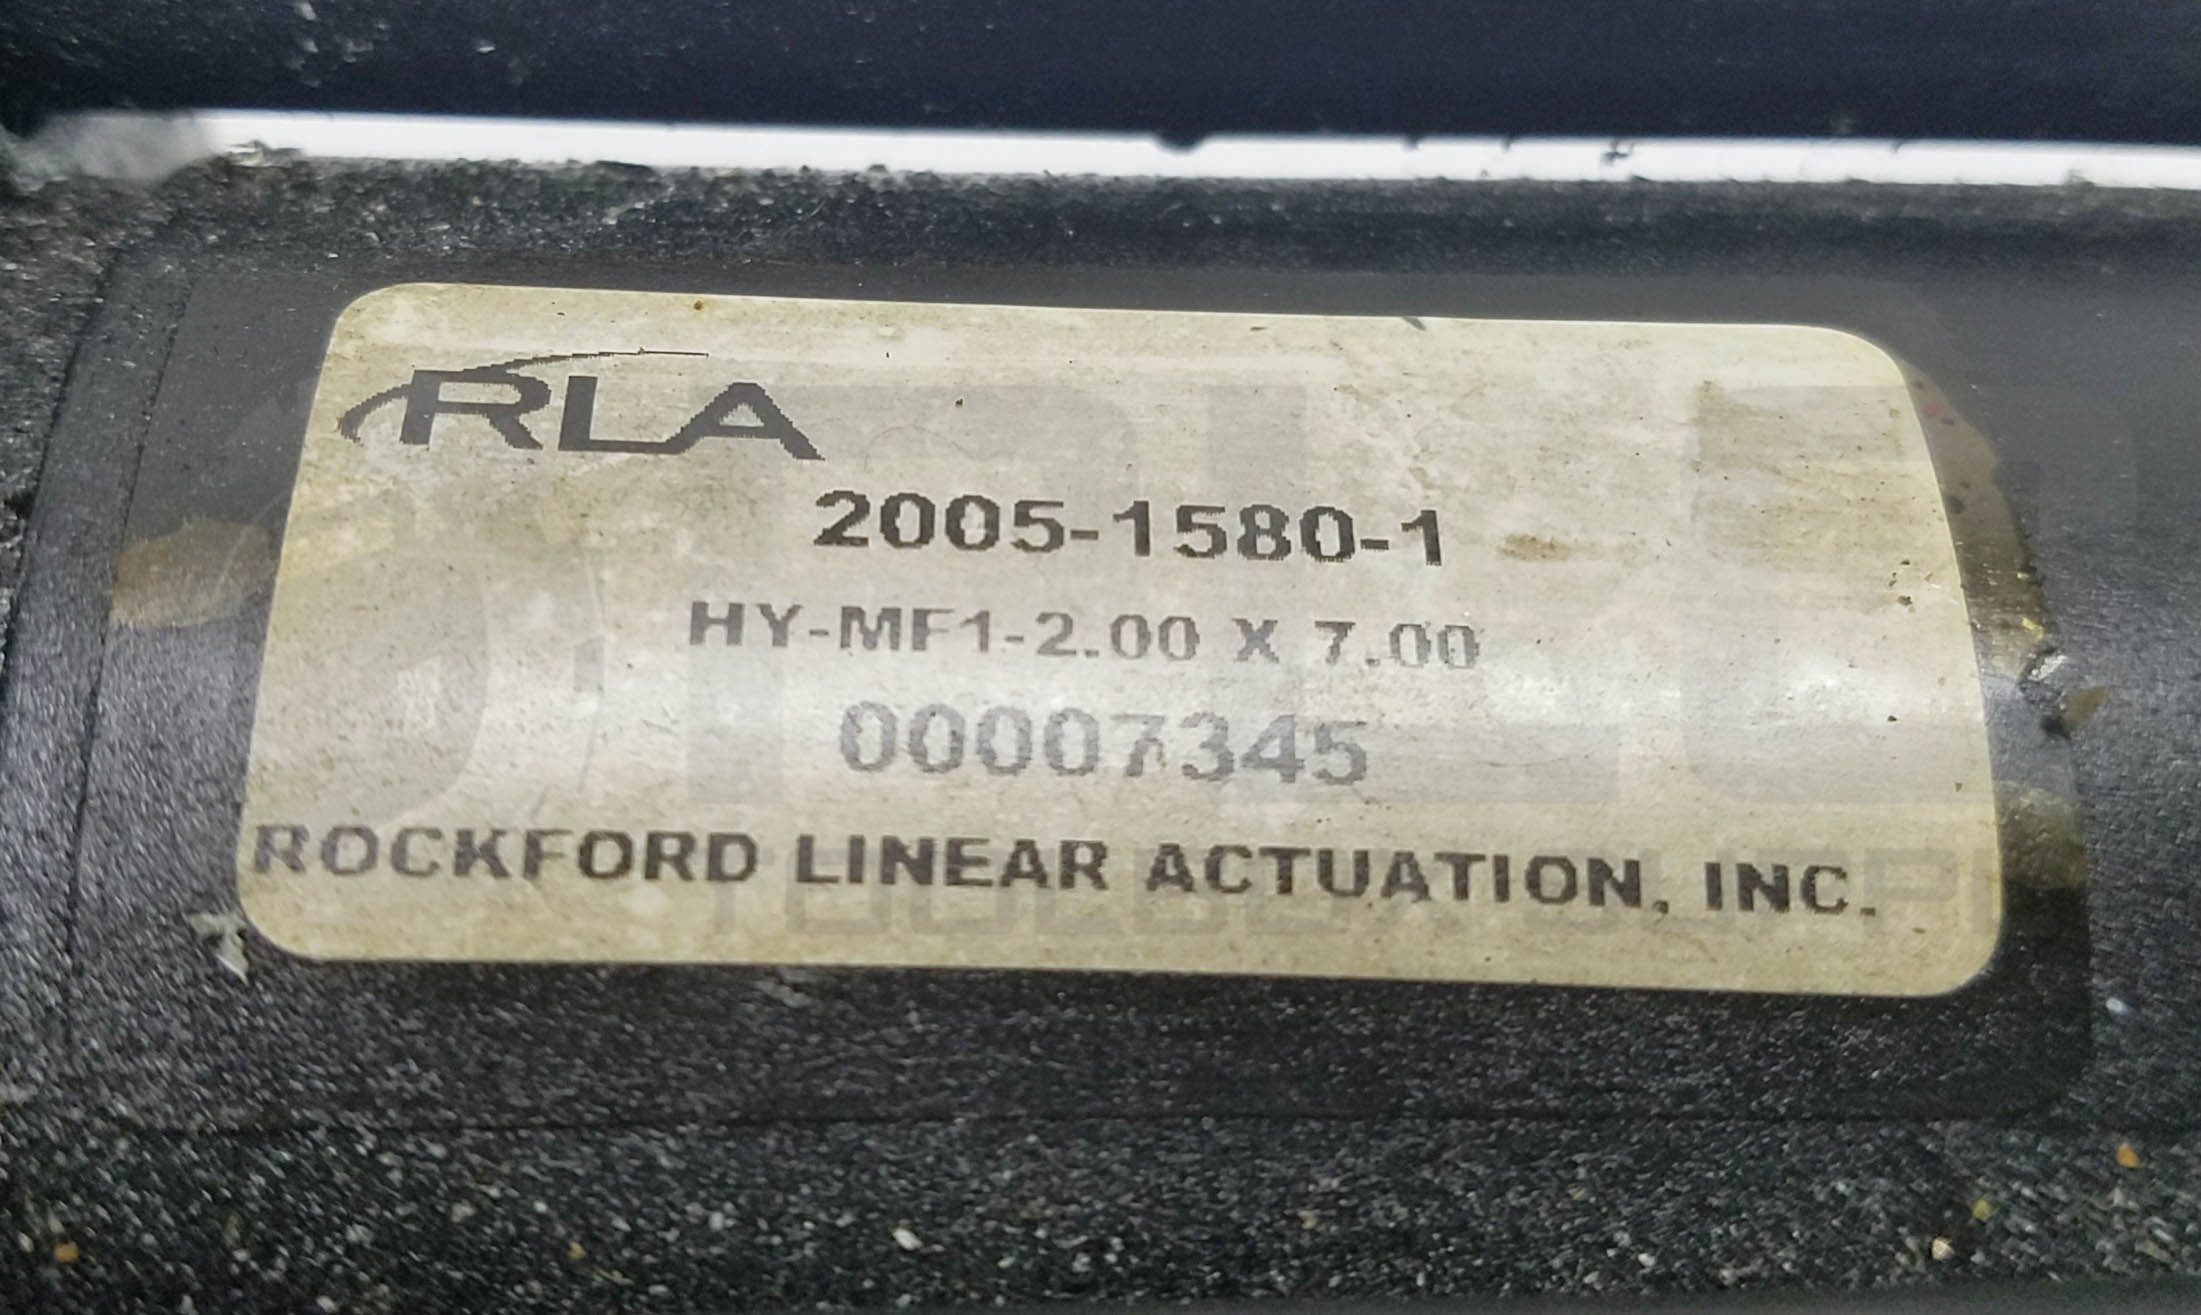 RLA
2005-1580-1
HY-MF1-2.00 X 7.00
00007345
ROCKFORD LINEAR ACTUATION, INC.